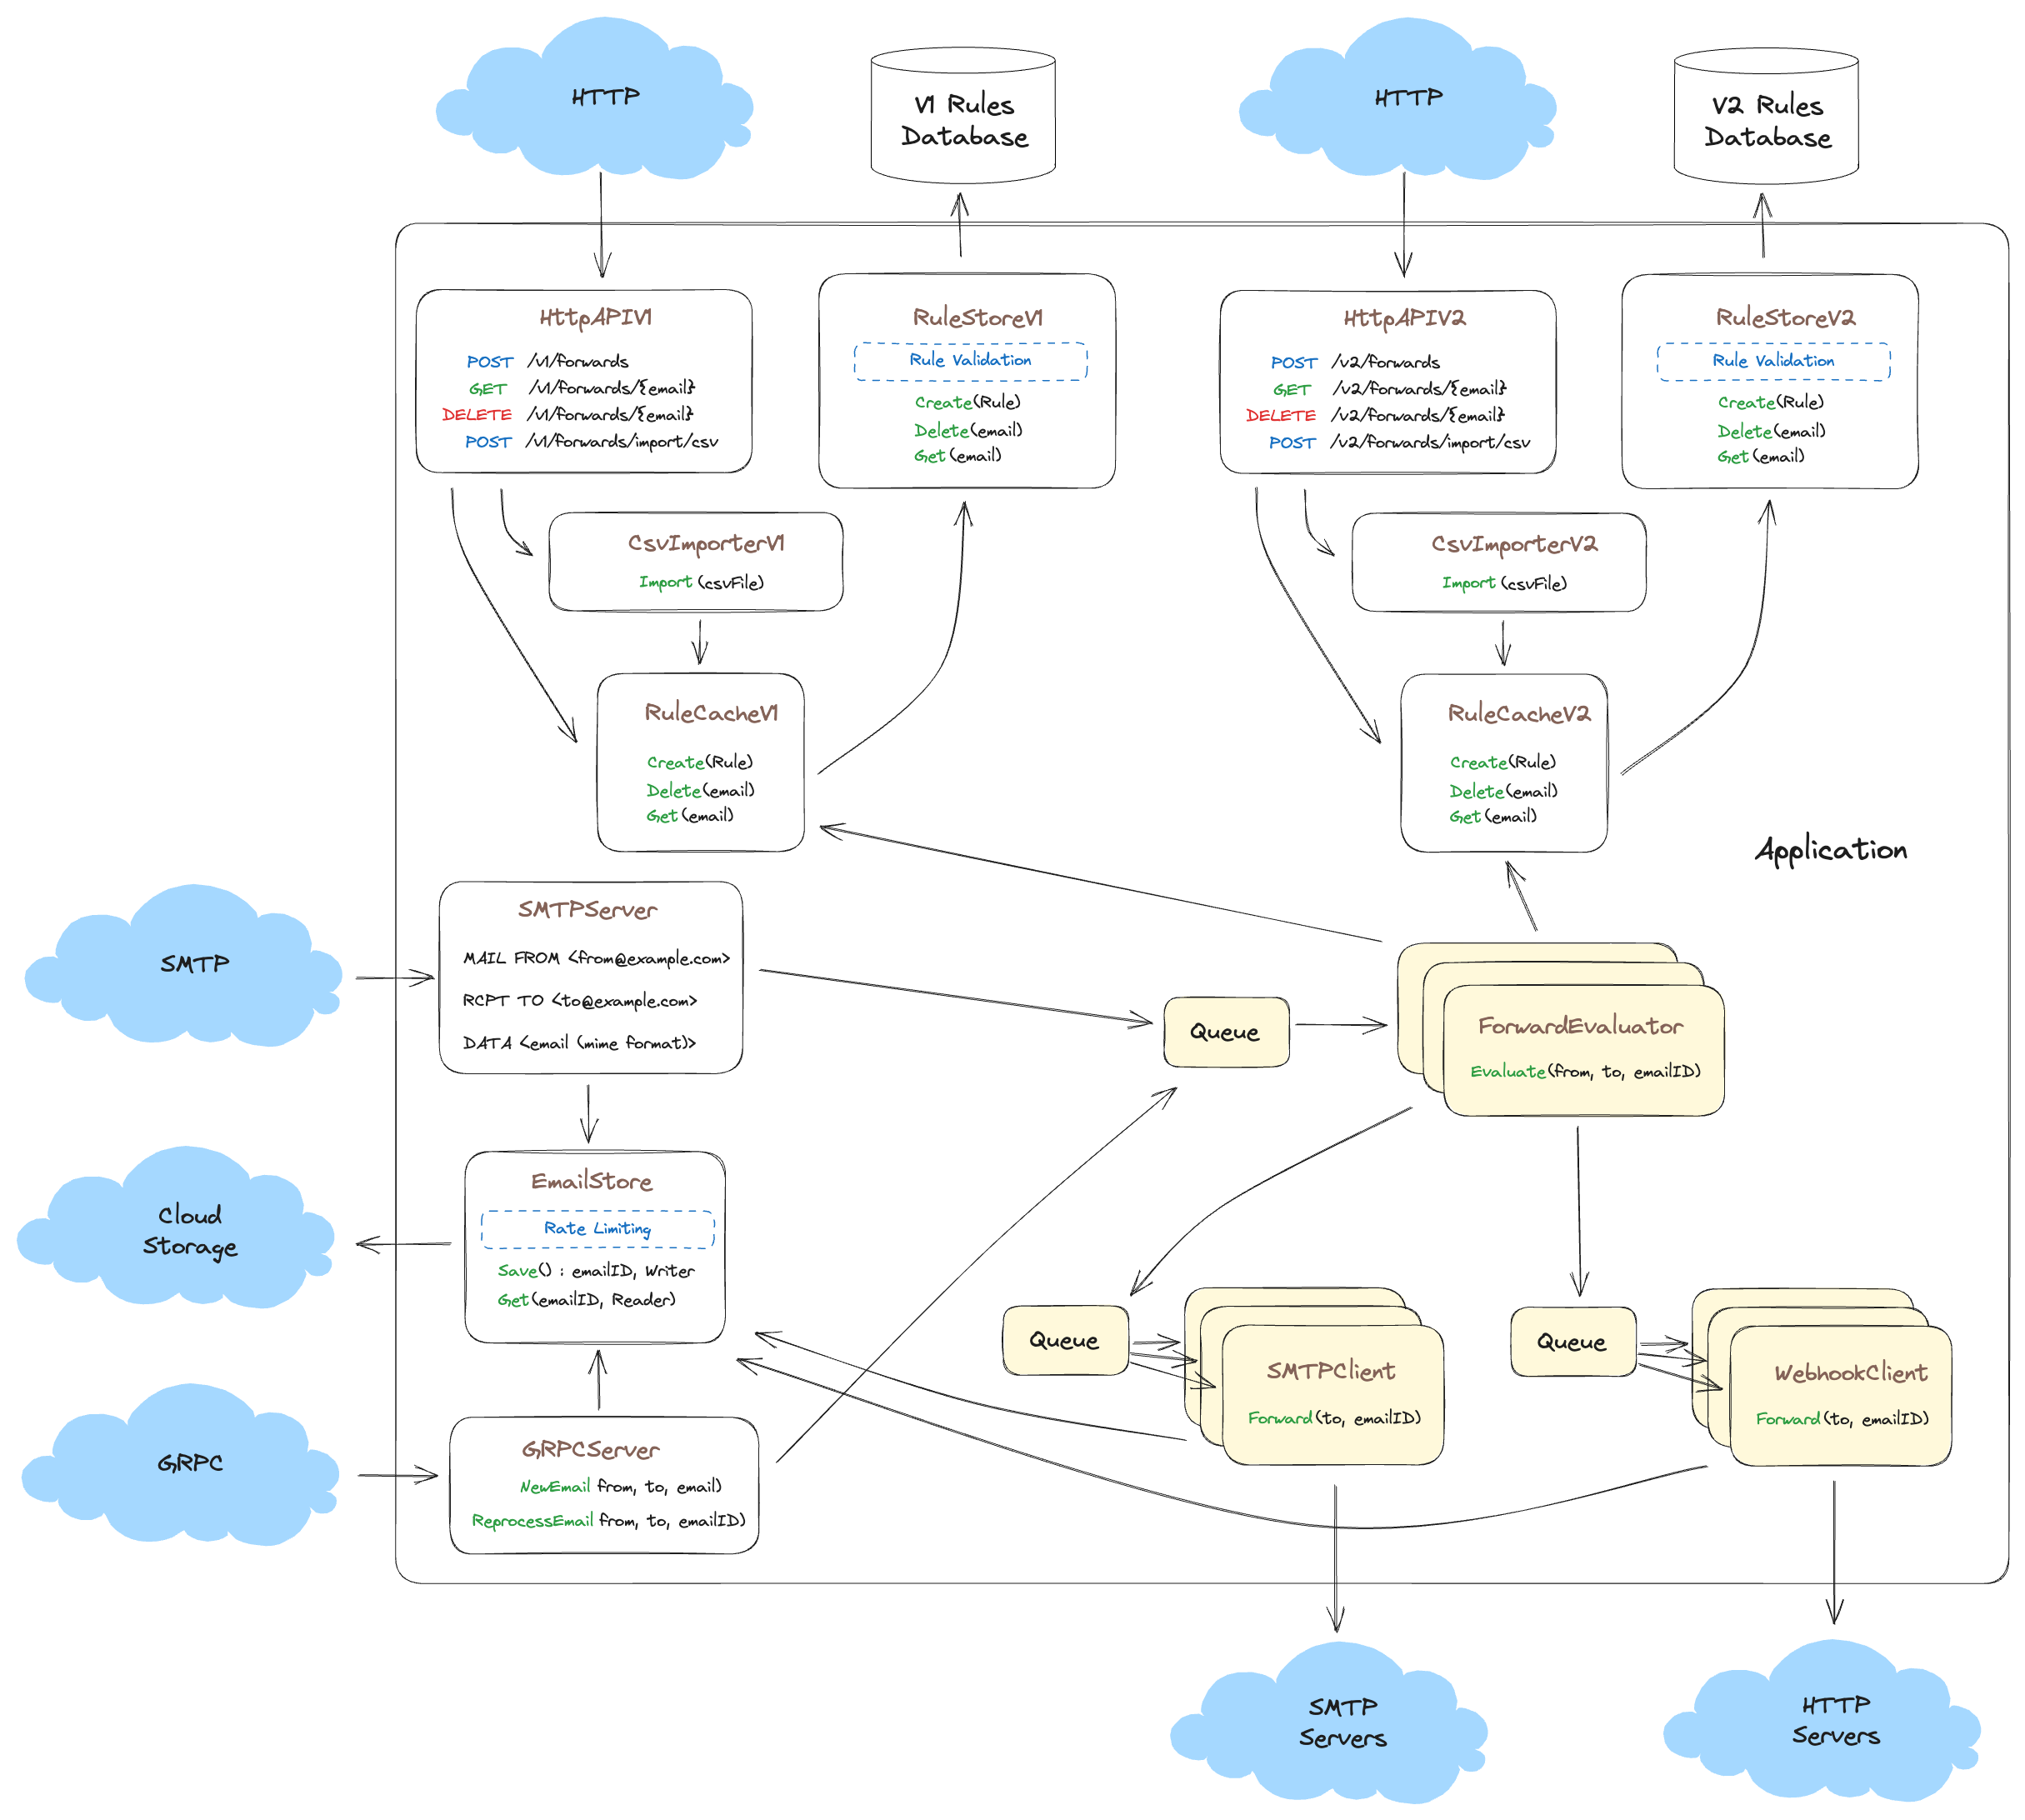 HTTP
V1 Rules
Database
HTTP
V2 Rules
Database
HttpAPIV1
POST /v1/forwards
GET /v1/forwards/{email}
DELETE /v1/forwards/{email}
POST /v1/forwards/import/csv
RuleStoreV1
Rule Validation
Create(Rule)
Delete(email)
Get(email)
HttpAPIV2
POST /v2/forwards
GET /v2/forwards/{email}
DELETE /v2/forwards/{email}
POST /v2/forwards/import/csv
RuleStoreV2
Rule Validation
Create(Rule)
Delete(email)
Get(email)
CsvImporterV1
Import(csvFile)
CsvImporterV2
Import(csvFile)
RuleCacheV1
Create(Rule)
Delete(email)
Get(email)
RuleCacheV2
Create(Rule)
Delete(email)
Get(email)
Application
SMTP
SMTPServer
MAIL FROM <from@example.com>
RCPT TO <to@example.com>
DATA <email (mime format)>
Queue
ForwardEvaluator
Evaluate(from, to, emailID)
Cloud
Storage
EmailStore
Rate Limiting
Save() : emailID, Writer
Get(emailID, Reader)
Queue
SMTPClient
Forward(to, emailID)
Queue
WebhookClient
Forward(to, emailID)
GRPC
GRPCServer
NewEmail from, to, email)
ReprocessEmail from, to, emailID)
SMTP
Servers
HTTP
Servers